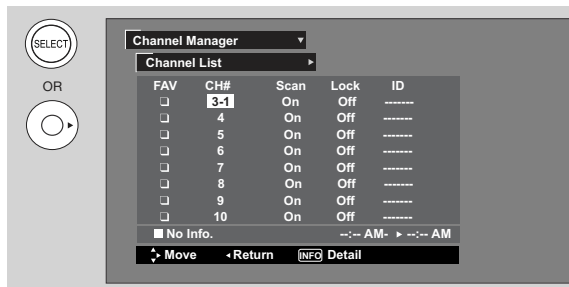 SELECT
OR
Channel Manager
Channel List
FAV CH# Scan Lock ID
3-1 On Off -------
4 On Off -------
5 On Off -------
6 On Off -------
7 On Off -------
8 On Off -------
9 On Off -------
10 On Off -------
No Info. --:-- AM- ▸ --:-- AM
Move Return INFO Detail